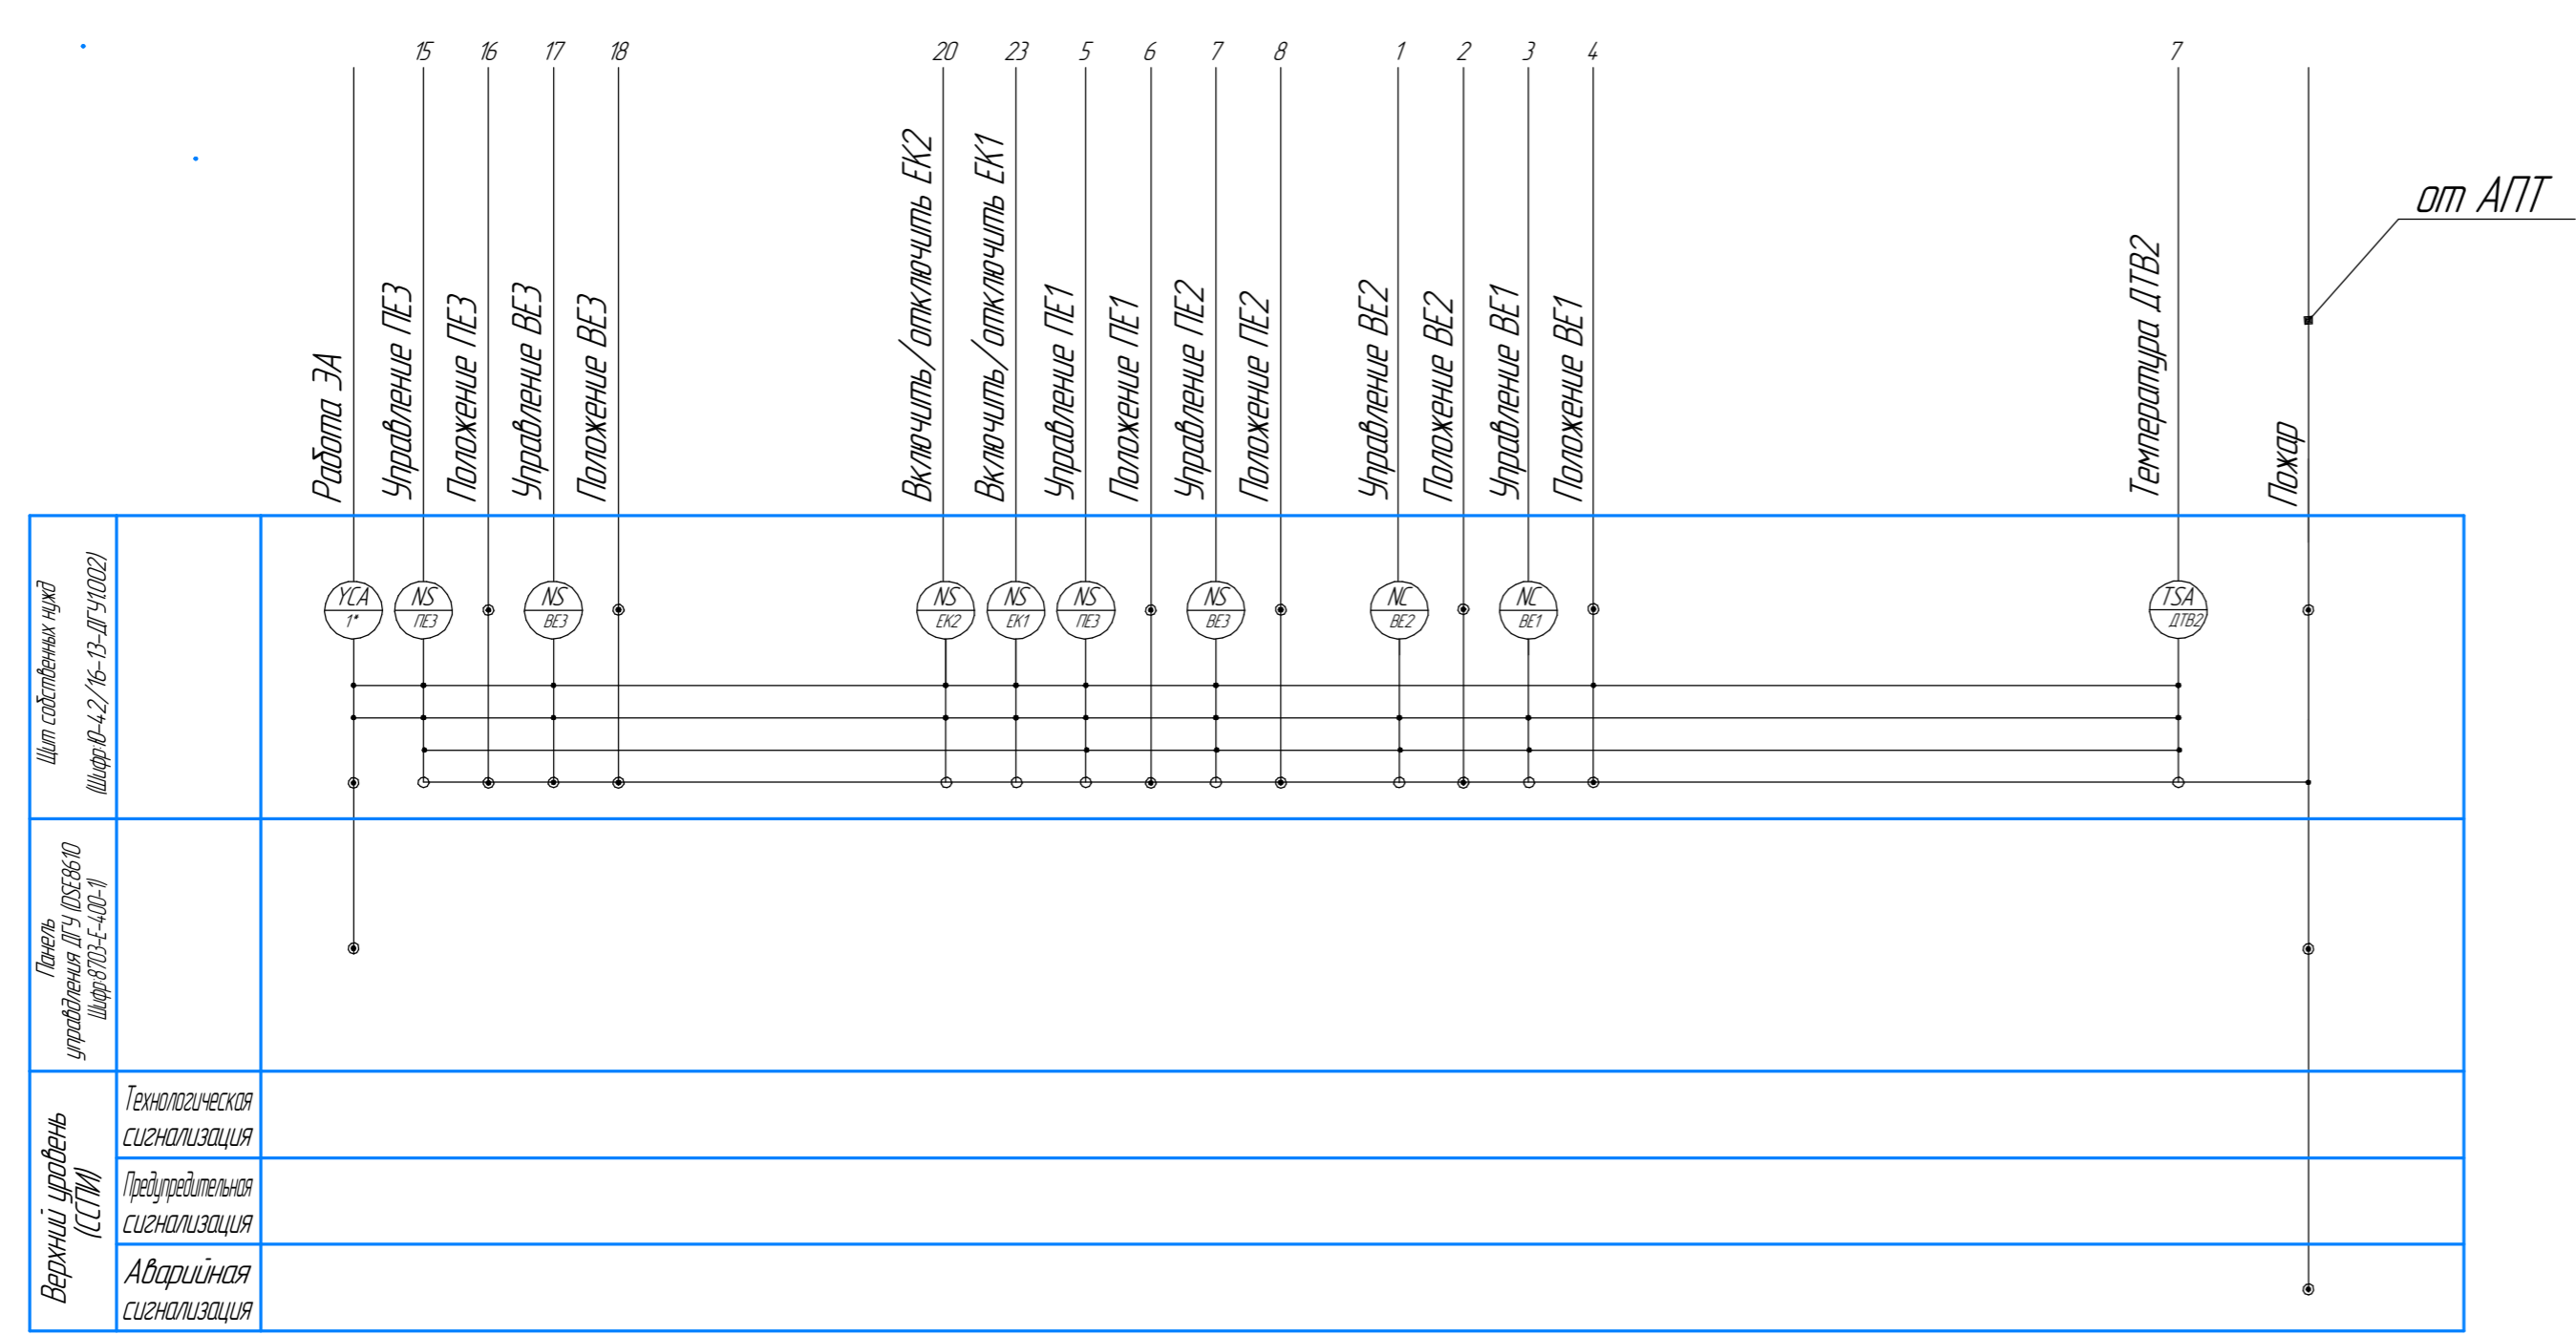 15 16 17 18 20 23 5 6 7 8 1 2 3 4 7
от АПТ
Работа ЭА
Управление ПЕ3
Положение ПЕ3
Управление ВЕ3
Положение ВЕ3
Включить/отключить ЕК2
Включить/отключить ЕК1
Управление ПЕ1
Положение ПЕ1
Управление ПЕ2
Положение ПЕ2
Управление ВЕ2
Положение ВЕ2
Управление ВЕ1
Положение ВЕ1
Температура ДТВ2
Пожар
Щит собственных нужд
(Шифр:Ю-42/16-13-ДГУ1002)
YCA
1*
NS
ПЕ3
NS
ВЕ3
NS
ЕК2
NS
ЕК1
NS
ПЕ3
NS
ВЕ3
NC
ВЕ2
NC
ВЕ1
TSA
ДТВ2
Панель
управления ДГУ (DSE8610
Шифр:8703-Е-400-1)
Верхний уровень
(ССПИ)
Технологическая
сигнализация
Предупредительная
сигнализация
Аварийная
сигнализация